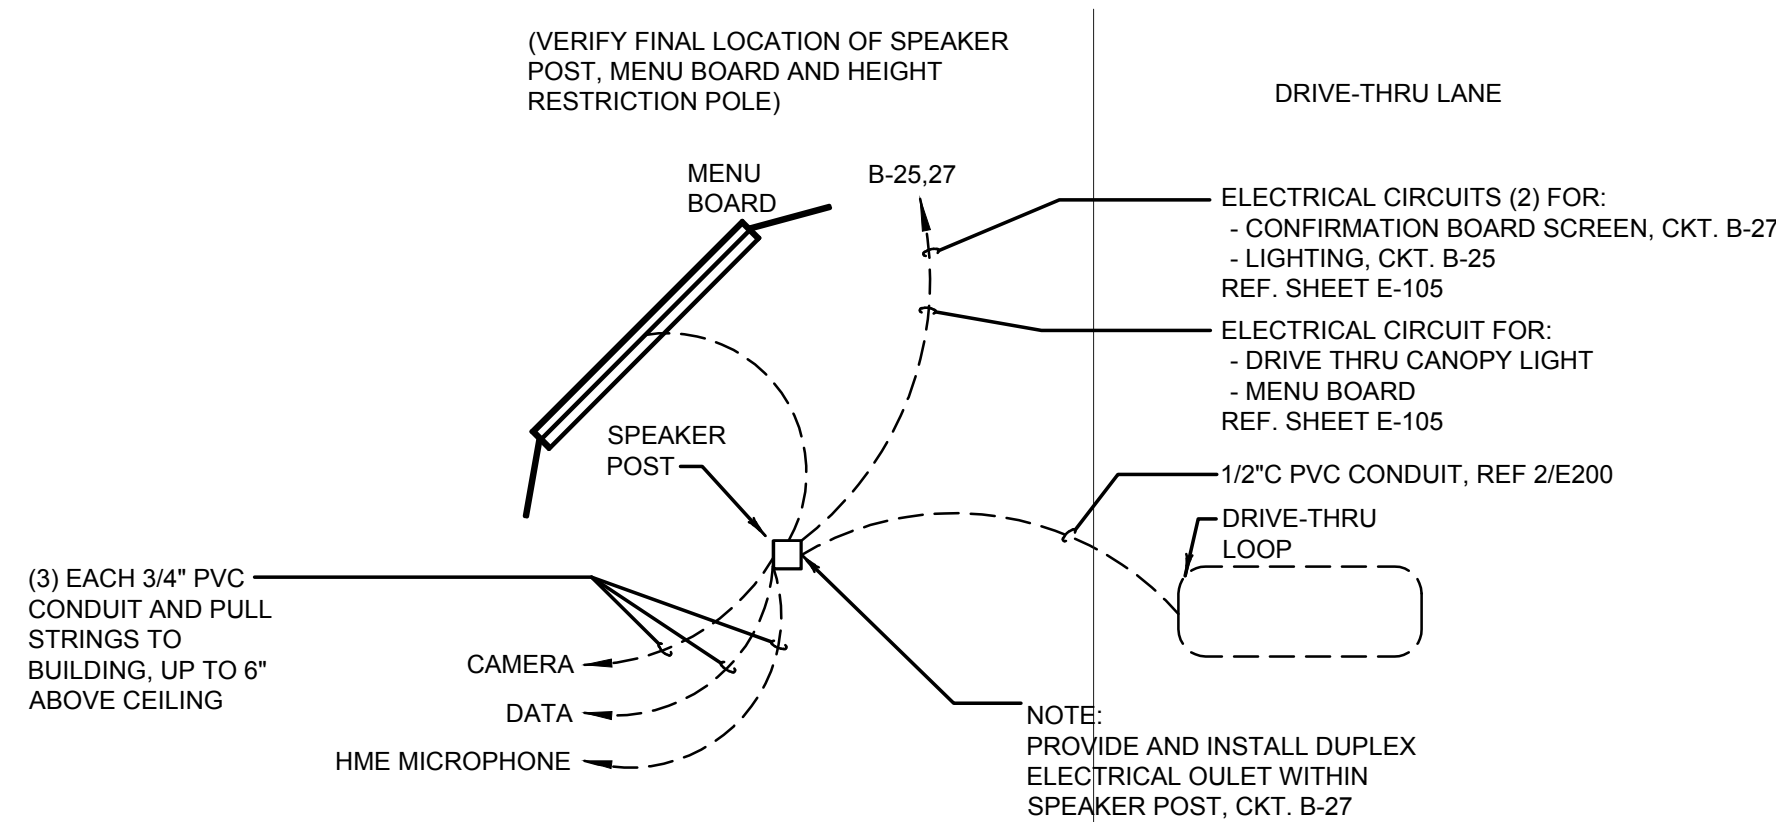 (VERIFY FINAL LOCATION OF SPEAKER
POST, MENU BOARD AND HEIGHT
RESTRICTION POLE)
DRIVE-THRU LANE
MENU
BOARD
B-25,27
ELECTRICAL CIRCUITS (2) FOR:
- CONFIRMATION BOARD SCREEN, CKT. B-27
- LIGHTING, CKT. B-25
REF. SHEET E-105
ELECTRICAL CIRCUIT FOR:
- DRIVE THRU CANOPY LIGHT
- MENU BOARD
REF. SHEET E-105
SPEAKER
POST
1/2"C PVC CONDUIT, REF 2/E200
DRIVE-THRU
LOOP
(3) EACH 3/4" PVC
CONDUIT AND PULL
STRINGS TO
BUILDING, UP TO 6"
ABOVE CEILING
CAMERA
DATA
HME MICROPHONE
NOTE:
PROVIDE AND INSTALL DUPLEX
ELECTRICAL OULET WITHIN
SPEAKER POST, CKT. B-27